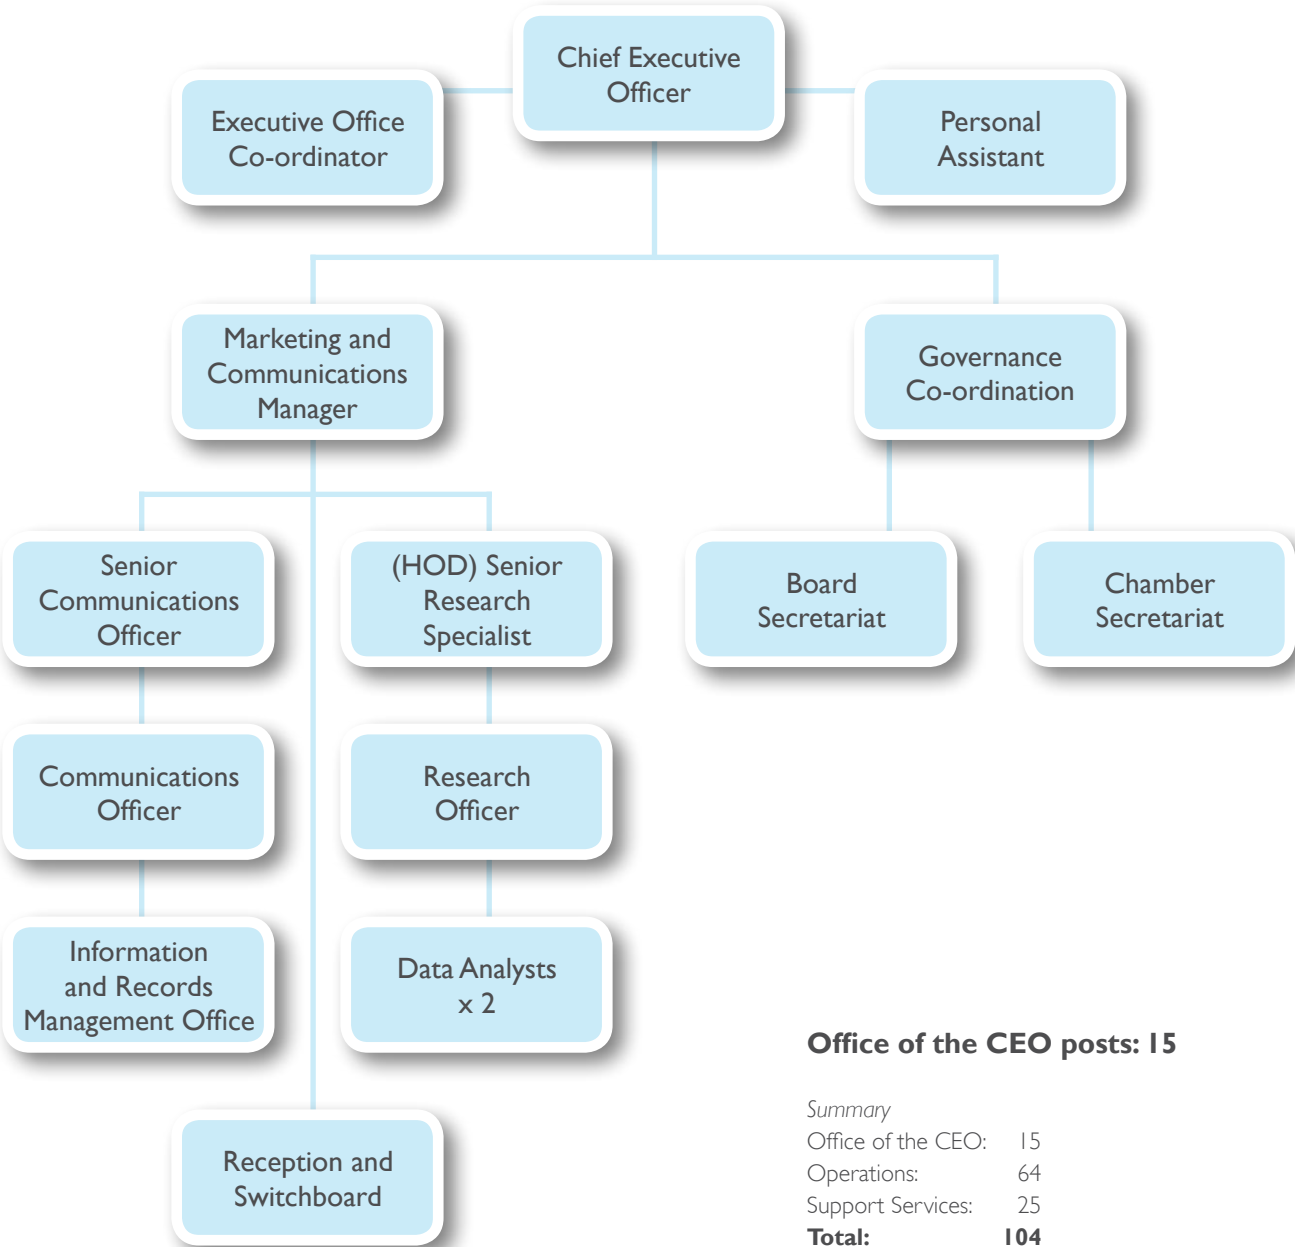 Chief Executive
Officer
Executive Office
Co-ordinator
Personal
Assistant
Marketing and
Communications
Manager
Governance
Co-ordination
Senior
Communications
Officer
(HOD) Senior
Research
Specialist
Board
Secretariat
Chamber
Secretariat
Communications
Officer
Research
Officer
Information
and Records
Management Office
Data Analysts
x 2
Reception and
Switchboard
Office of the CEO posts: 15
Summary
Office of the CEO: 15
Operations: 64
Support Services: 25
Total: 104